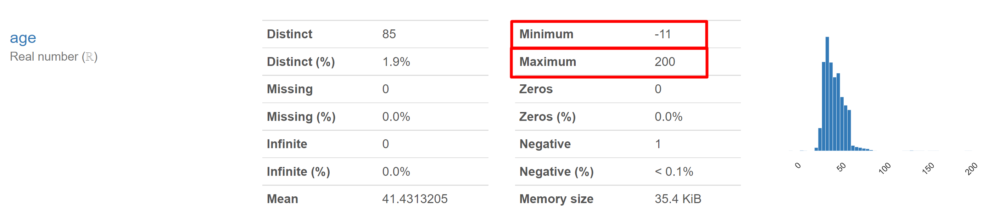 age
Real number (ℝ)
Distinct 85
Distinct (%) 1.9%
Missing 0
Missing (%) 0.0%
Infinite 0
Infinite (%) 0.0%
Mean 41.4313205
Minimum -11
Maximum 200
Zeros 0
Zeros (%) 0.0%
Negative 1
Negative (%) < 0.1%
Memory size 35.4 KiB
0 50 100 150 200